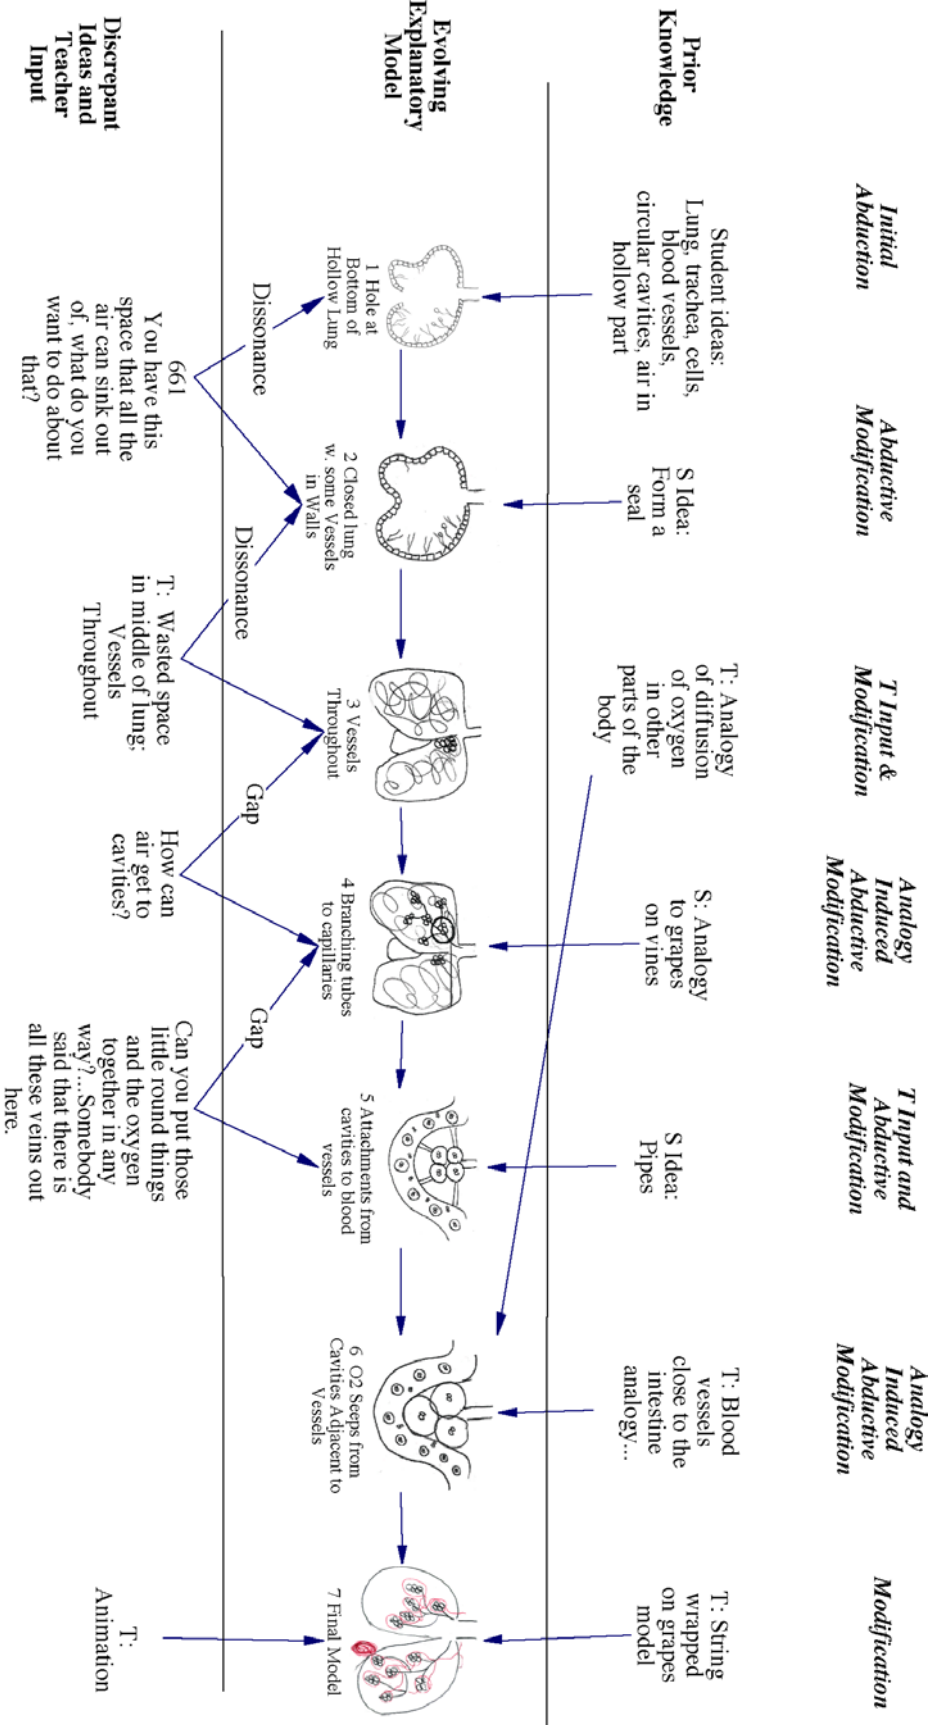 Initial
Abduction
Abductive
Modification
T Input &
Modification
Analogy
Induced
Abductive
Modification
T Input and
Abductive
Modification
Analogy
Induced
Abductive
Modification
Modification
Prior
Knowledge
Student ideas:
Lung, trachea, cells,
blood vessels,
circular cavities, air in
hollow part
S Idea:
Form a
seal
T: Analogy
of diffusion
of oxygen
in other
parts of the
body
S: Analogy
to grapes
on vines
S Idea:
Pipes
T: Blood
vessels
close to the
intestine
analogy...
T: String
wrapped
on grapes
model
Evolving
Explanatory
Model
1 Hole at
Bottom of
Hollow Lung
2 Closed lung
w. some Vessels
in Walls
3 Vessels
Throughout
4 Branching tubes
to capillaries
5 Attachments from
cavities to blood
vessels
6 O2 Seeps from
Cavities Adjacent to
Vessels
7 Final Model
Dissonance
Dissonance
Gap
Gap
Discrepant
Ideas and
Teacher
Input
661
You have this
space that all the
air can sink out
of, what do you
want to do about
that?
T: Wasted space
in middle of lung;
Vessels
Throughout
How can
air get to
cavities?
Can you put those
little round things
and the oxygen
together in any
way?...Somebody
said that there is
all these veins out
here.
T:
Animation